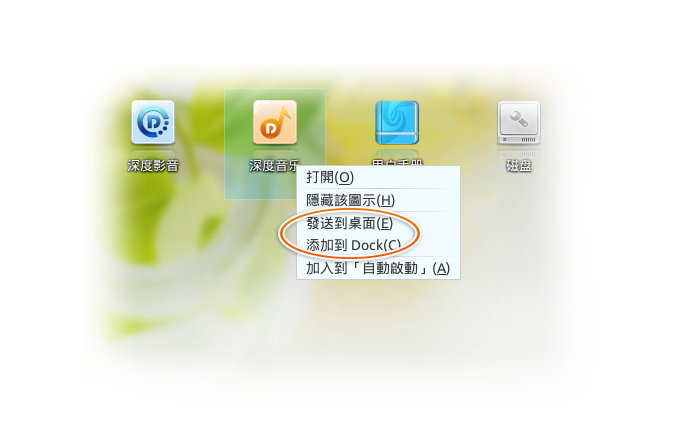 深度影音
深度音乐
用户手册
磁盘
打開(O)
隱藏該圖示(H)
發送到桌面(E)
添加到 Dock(C)
加入到「自動啟動」(A)